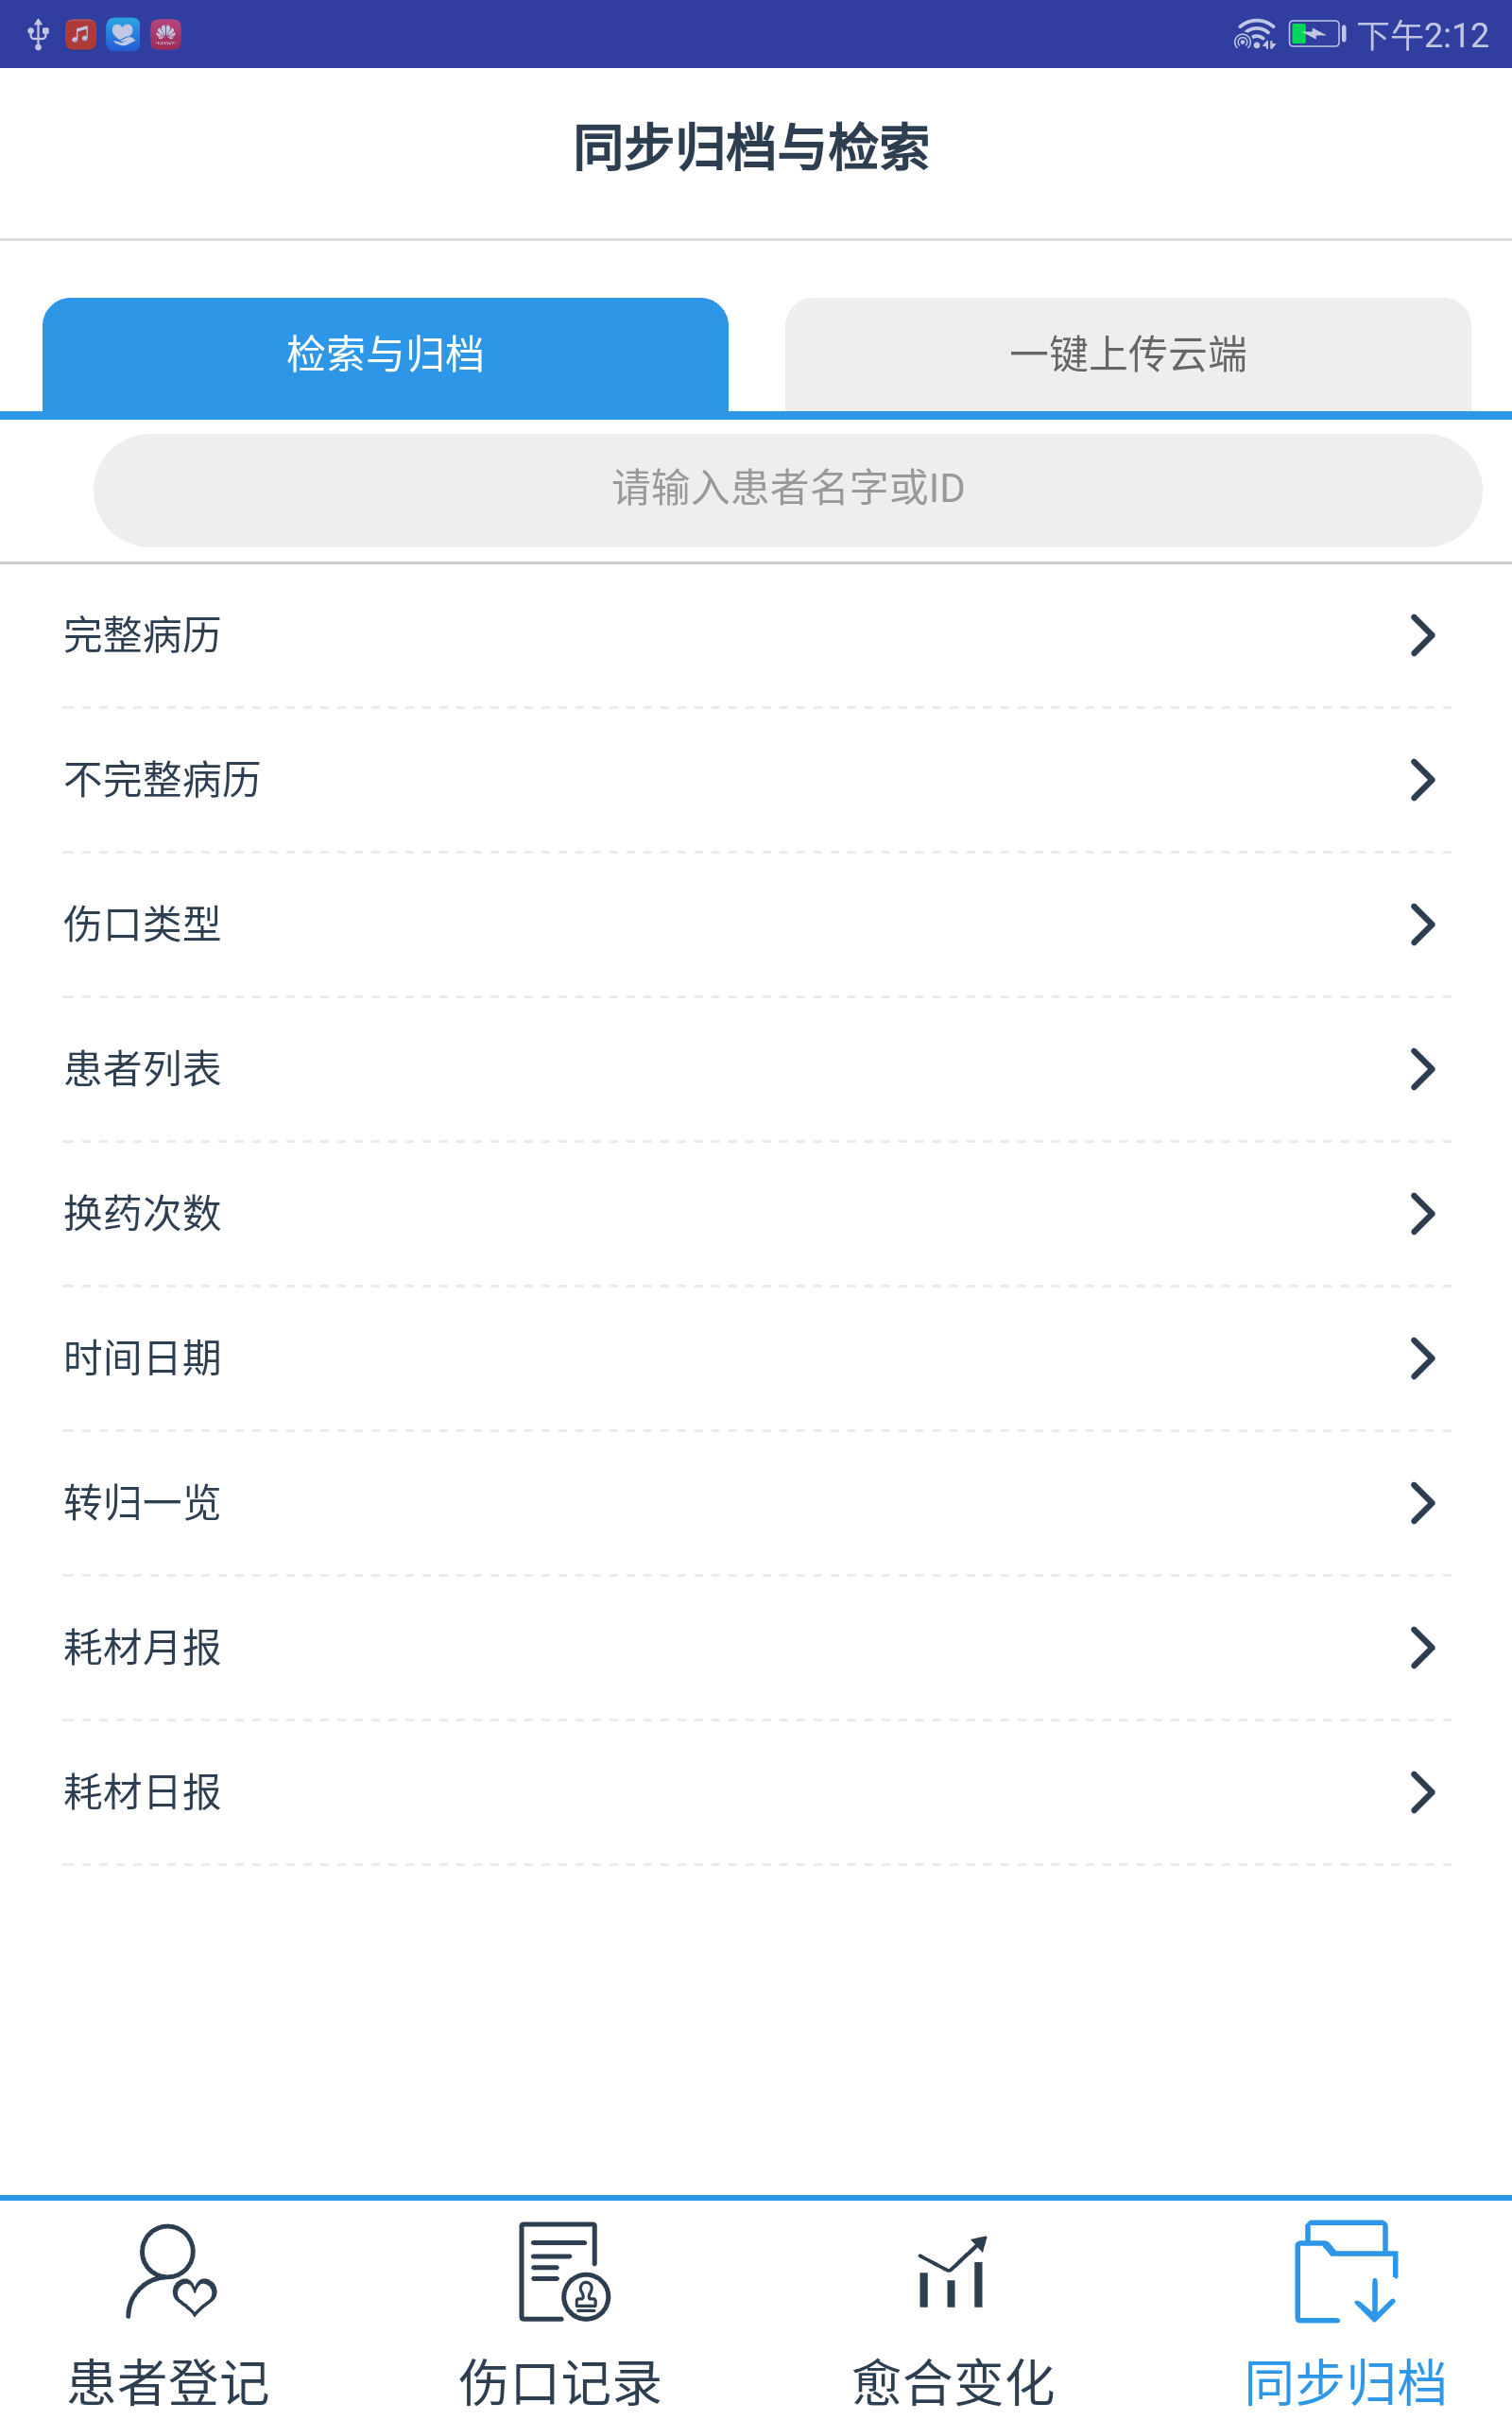 下午2:12
同步归档与检索
检索与归档
一键上传云端
请输入患者名字或ID
完整病历
不完整病历
伤口类型
患者列表
换药次数
时间日期
转归一览
耗材月报
耗材日报
患者登记
伤口记录
愈合变化
同步归档